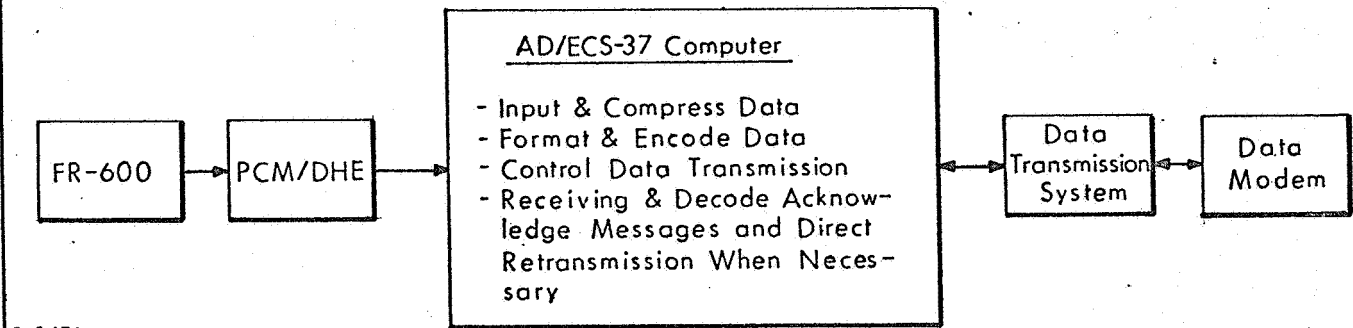 AD/ECS-37 Computer
- Input & Compress Data
- Format & Encode Data
- Control Data Transmission
- Receiving & Decode Acknow-
ledge Messages and Direct
Retransmission When Neces-
sary
FR-600
PCM/DHE
Data
Transmission
System
Data
Modem